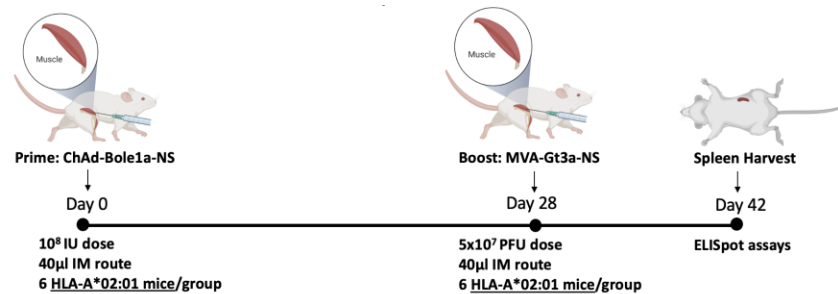 Muscle
Muscle
Prime: ChAd-Bole1a-NS
Boost: MVA-Gt3a-NS
Spleen Harvest
Day 0
Day 28
Day 42
10⁸ IU dose
40µl IM route
6 HLA-A*02:01 mice/group
5x10⁷ PFU dose
40µl IM route
6 HLA-A*02:01 mice/group
ELISpot assays